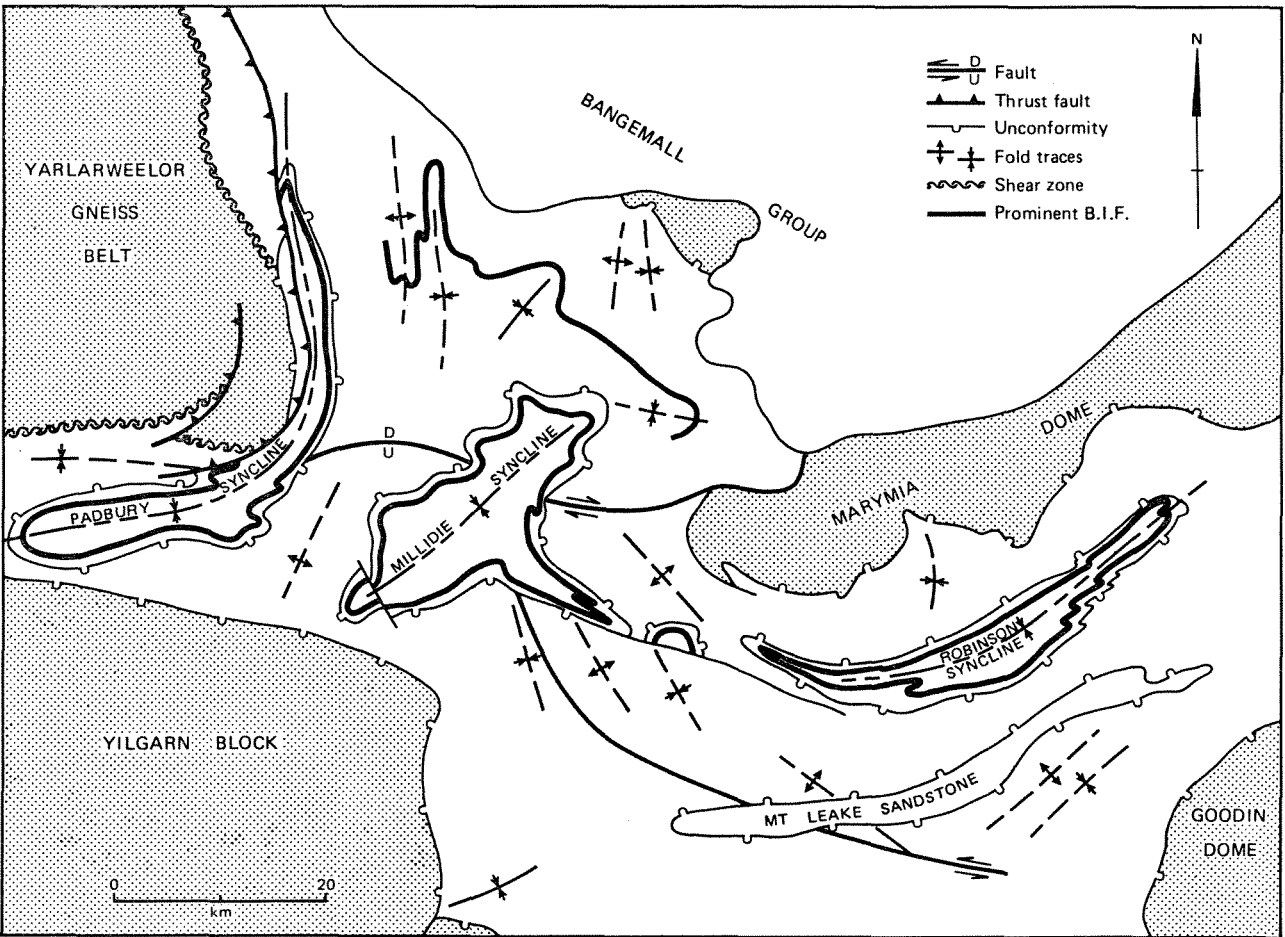 N
D
U
Fault
Thrust fault
Unconformity
Fold traces
Shear zone
Prominent B.I.F.
BANGEMALL
GROUP
YARLARWEELOR
GNEISS
BELT
DOME
MARYMIA
D
U
SYNCLINE
PADBURY
SYNCLINE
MILLIDIE
ROBINSON
SYNCLINE
YILGARN BLOCK
MT LEAKE SANDSTONE
GOODIN
DOME
0 20
km